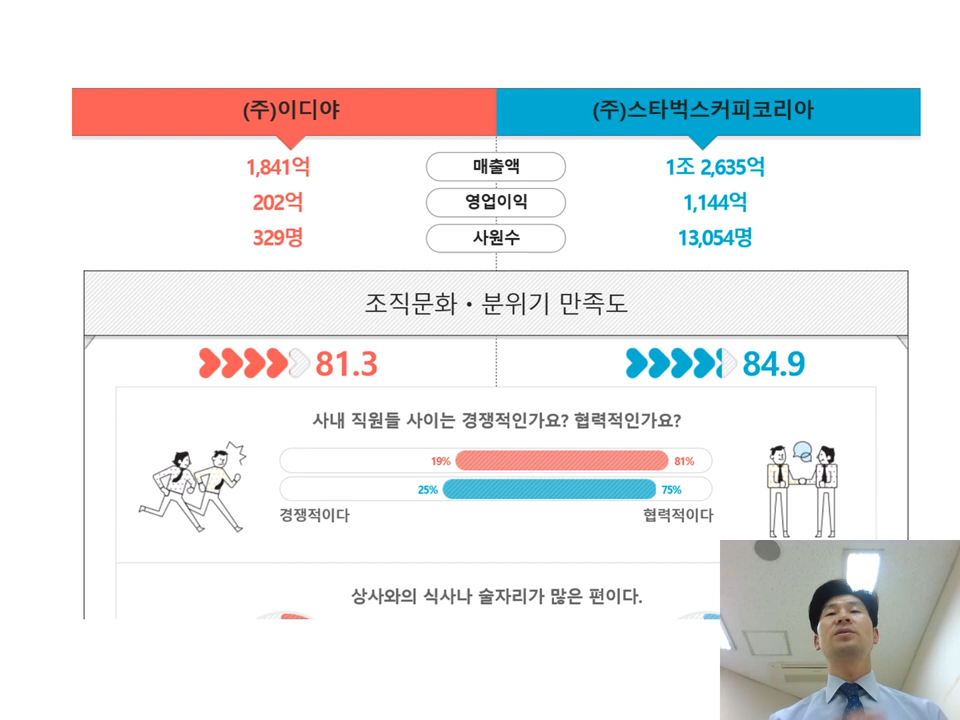 (주)이디야
(주)스타벅스커피코리아
1,841억
매출액
1조 2,635억
202억
영업이익
1,144억
329명
사원수
13,054명
조직문화·분위기 만족도
81.3
84.9
사내 직원들 사이는 경쟁적인가요? 협력적인가요?
19%
81%
25%
75%
경쟁적이다
협력적이다
상사와의 식사나 술자리가 많은 편이다.